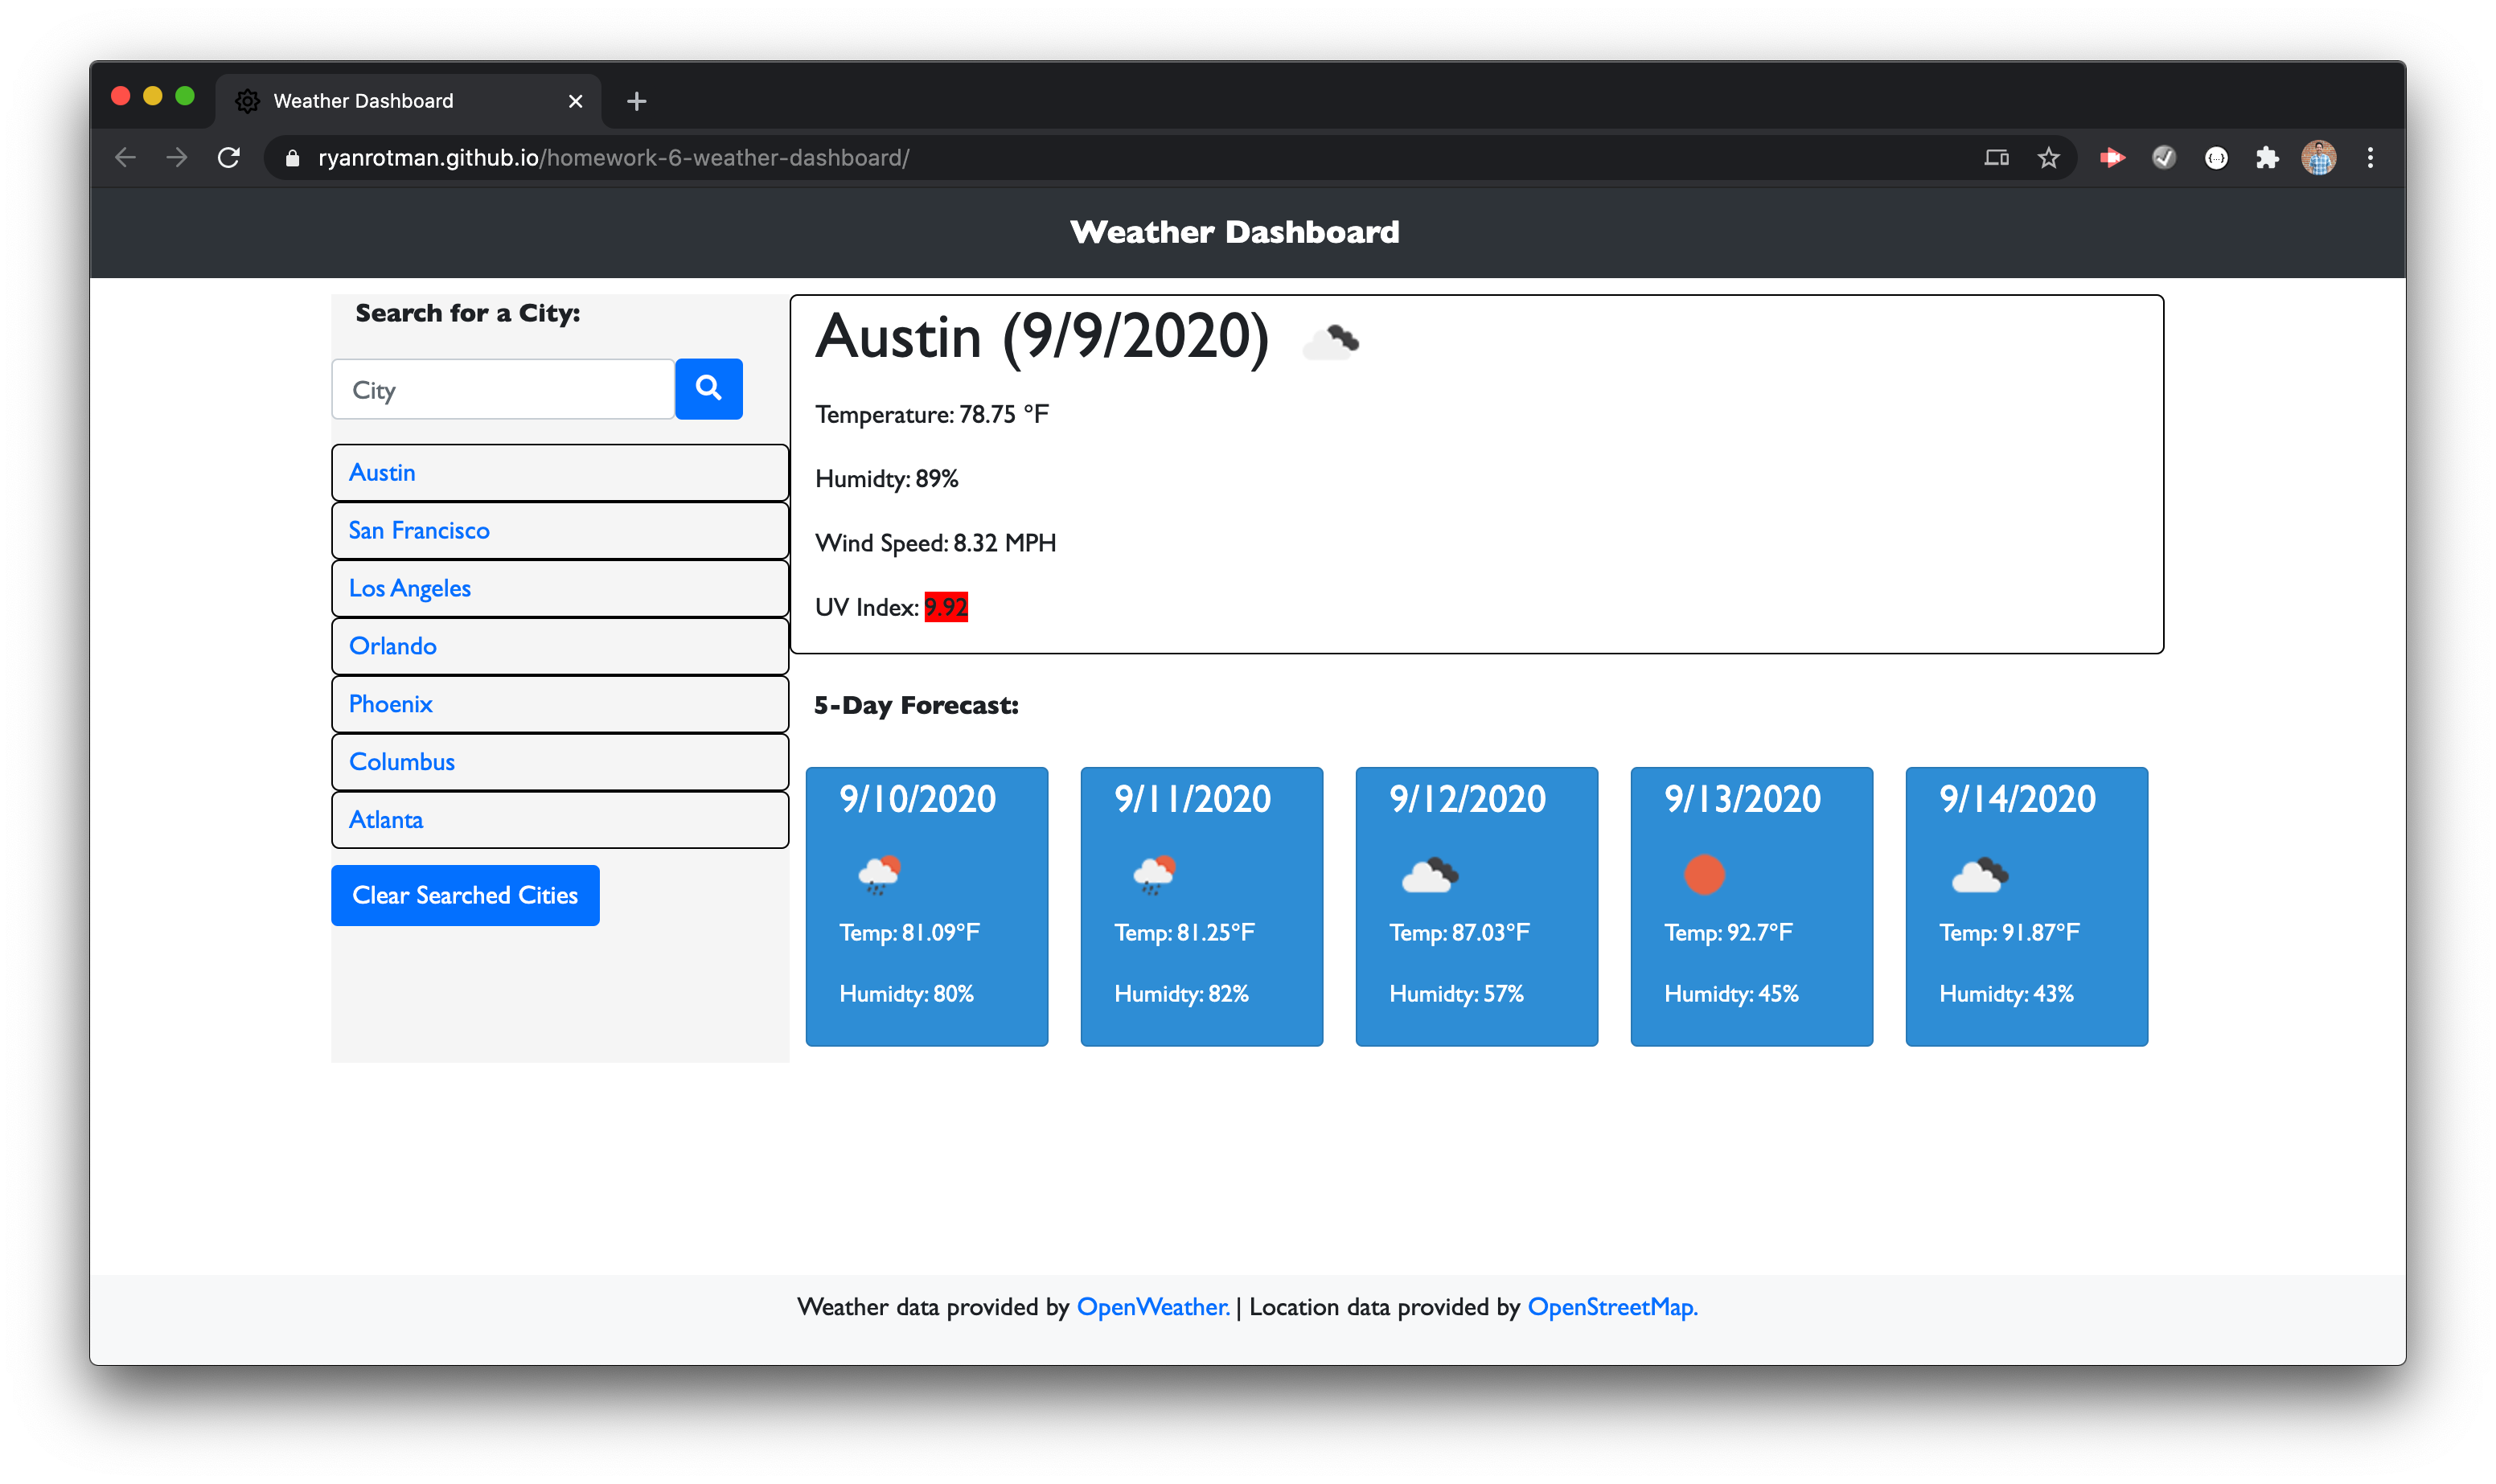 Weather Dashboard
ryanrotman.github.io/homework-6-weather-dashboard/
Weather Dashboard
Search for a City:
City
Austin
San Francisco
Los Angeles
Orlando
Phoenix
Columbus
Atlanta
Clear Searched Cities
Austin (9/9/2020)
Temperature: 78.75 °F
Humidty: 89%
Wind Speed: 8.32 MPH
UV Index: 9.92
5-Day Forecast:
9/10/2020
Temp: 81.09°F
Humidty: 80%
9/11/2020
Temp: 81.25°F
Humidty: 82%
9/12/2020
Temp: 87.03°F
Humidty: 57%
9/13/2020
Temp: 92.7°F
Humidty: 45%
9/14/2020
Temp: 91.87°F
Humidty: 43%
Weather data provided by OpenWeather. | Location data provided by OpenStreetMap.